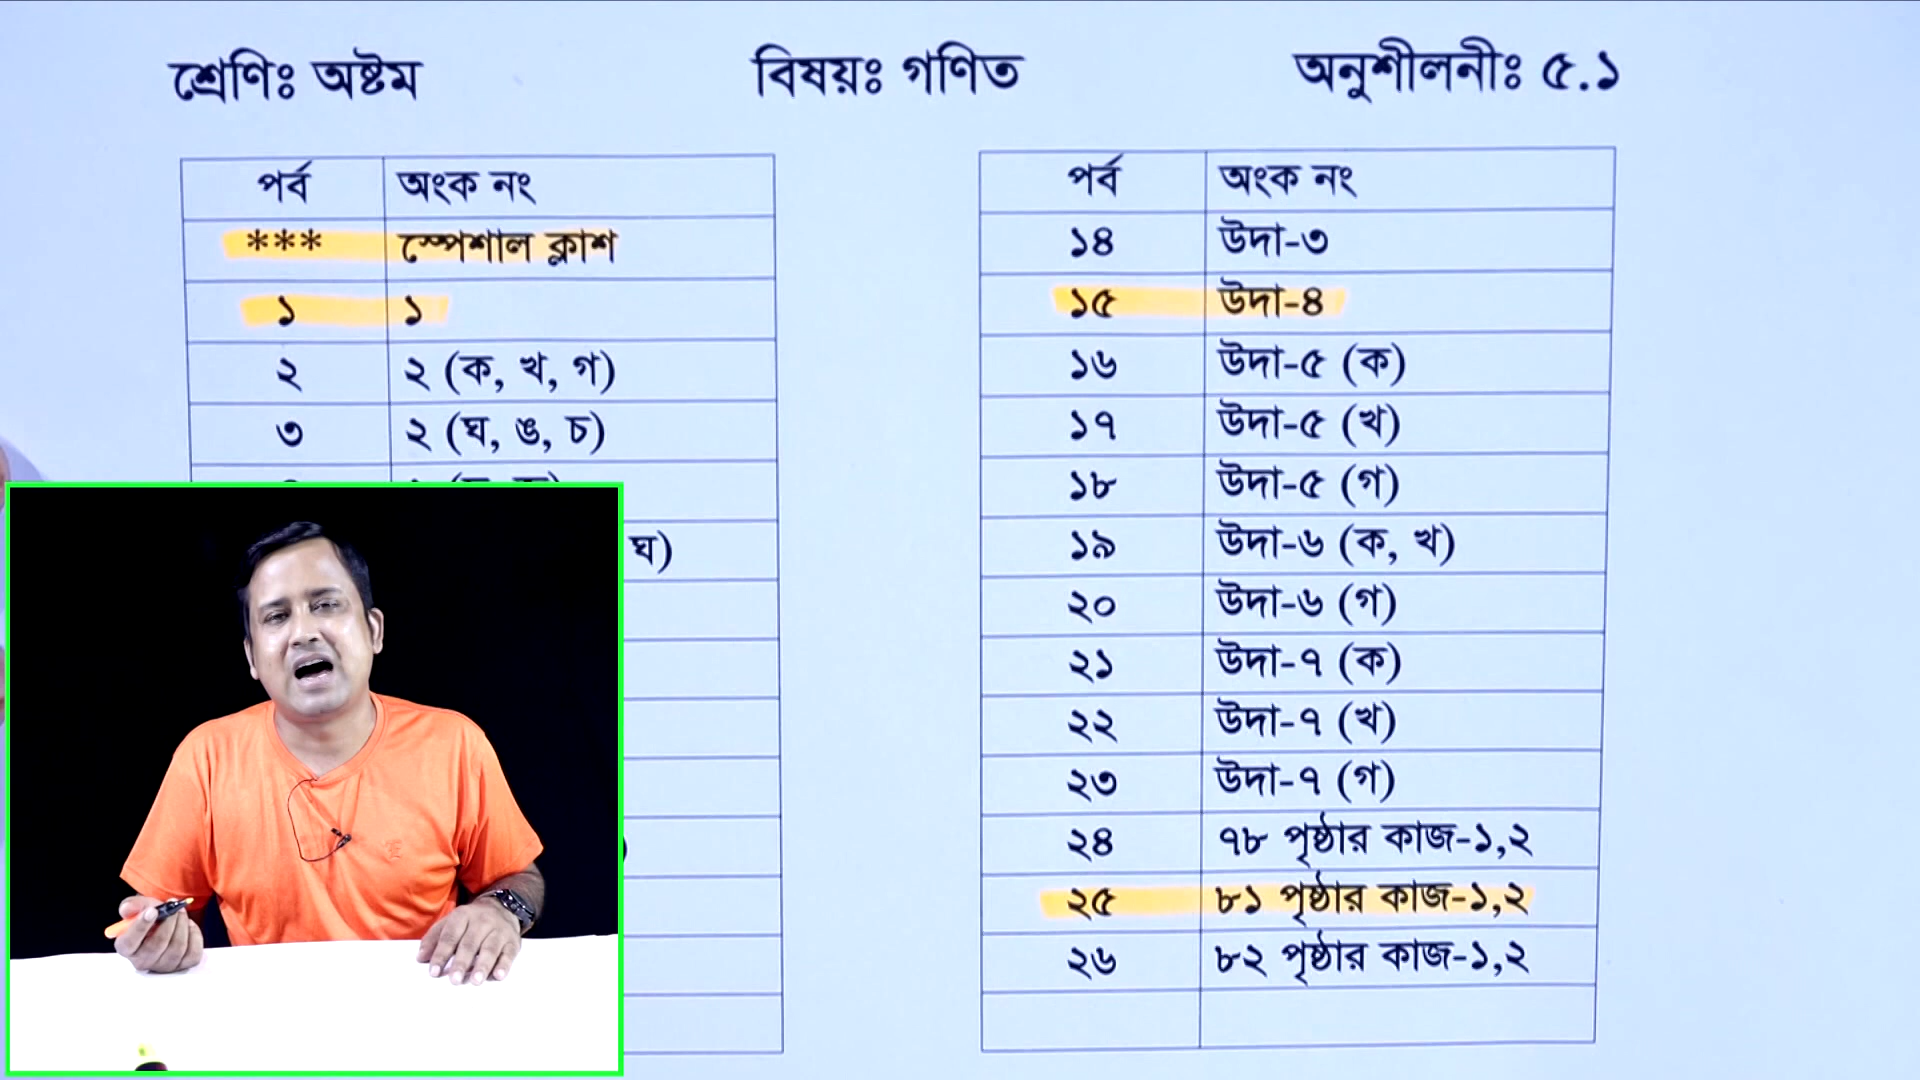 শ্রেণিঃ অষ্টম বিষয়ঃ গণিত অনুশীলনীঃ ৫.১
পর্ব অংক নং
*** স্পেশাল ক্লাশ
১ ১
২ ২ (ক, খ, গ)
৩ ২ (ঘ, ঙ, চ)
ঘ)
পর্ব অংক নং
১৪ উদা-৩
১৫ উদা-৪
১৬ উদা-৫ (ক)
১৭ উদা-৫ (খ)
১৮ উদা-৫ (গ)
১৯ উদা-৬ (ক, খ)
২০ উদা-৬ (গ)
২১ উদা-৭ (ক)
২২ উদা-৭ (খ)
২৩ উদা-৭ (গ)
২৪ ৭৮ পৃষ্ঠার কাজ-১,২
২৫ ৮১ পৃষ্ঠার কাজ-১,২
২৬ ৮২ পৃষ্ঠার কাজ-১,২